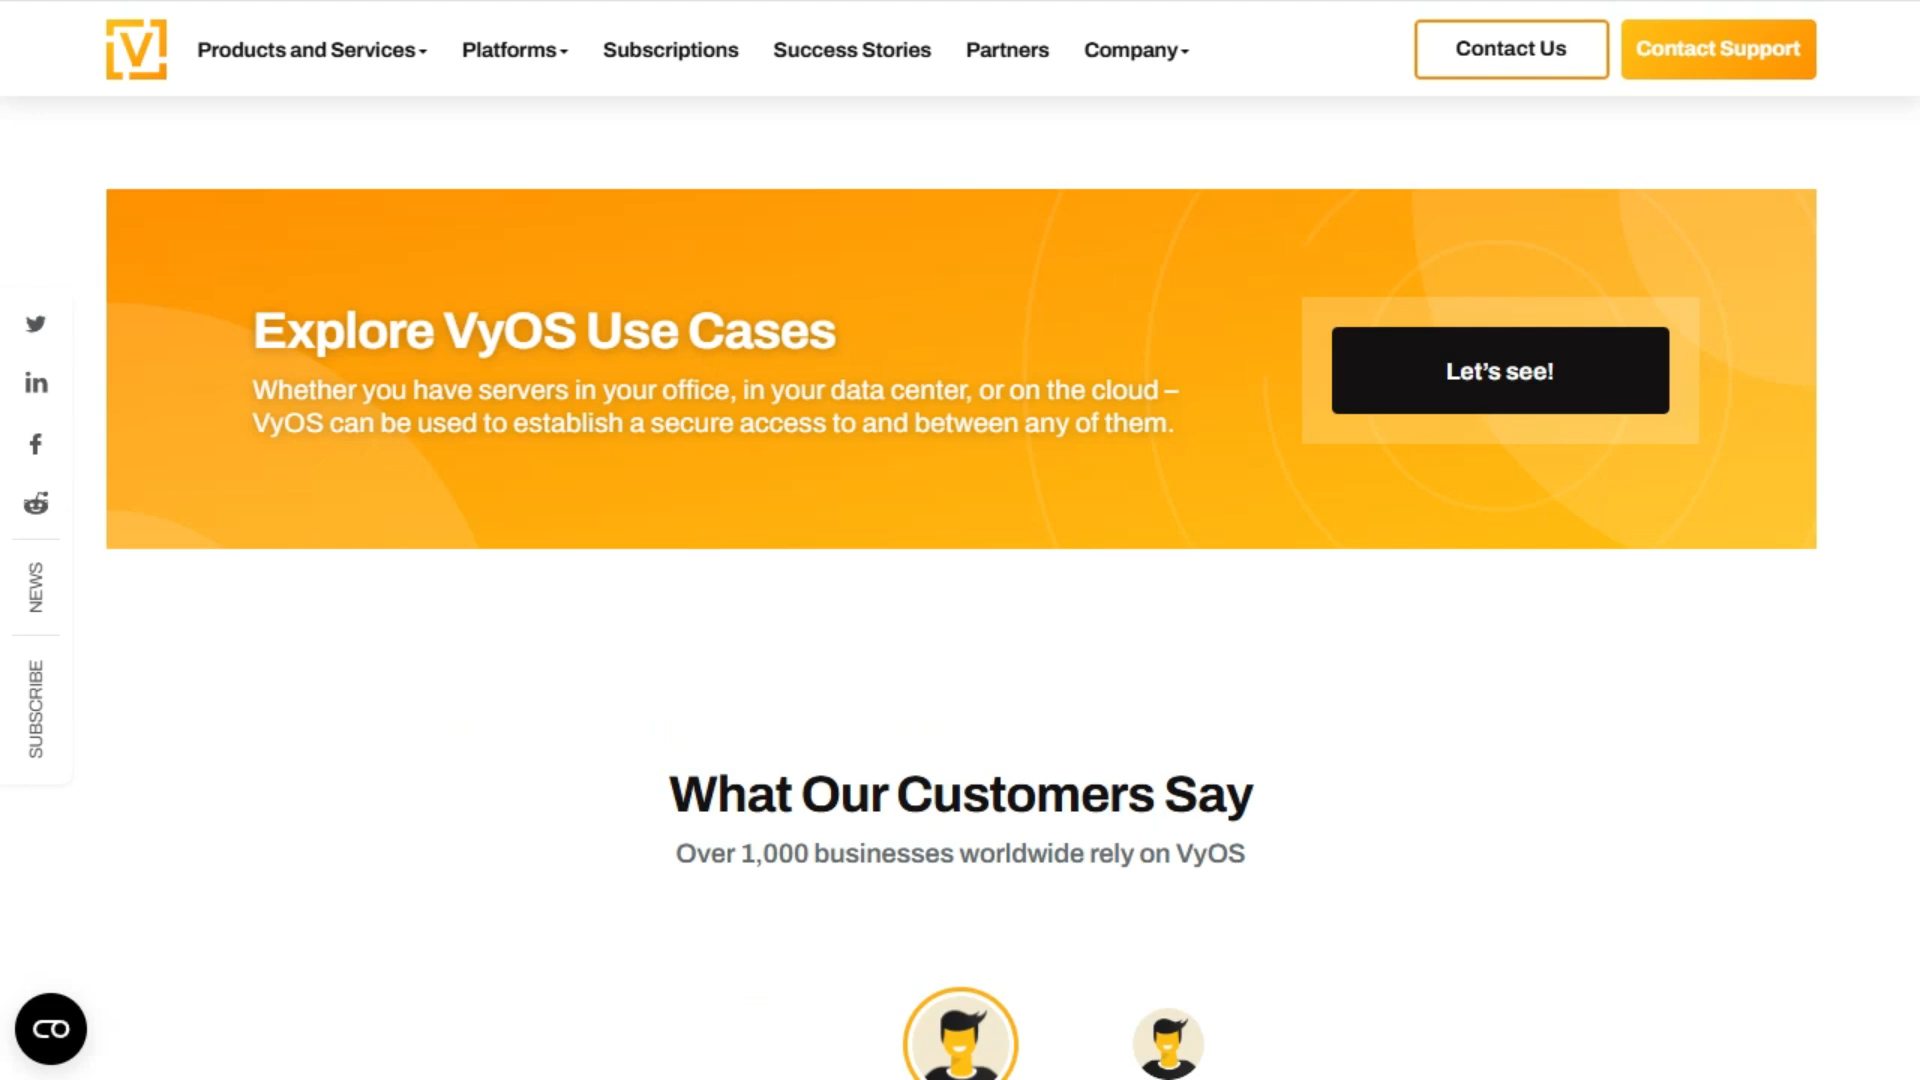 Products and Services
Platforms
Subscriptions
Success Stories
Partners
Company
Contact Us
Contact Support
Explore VyOS Use Cases
Whether you have servers in your office, in your data center, or on the cloud –
VyOS can be used to establish a secure access to and between any of them.
Let’s see!
NEWS
SUBSCRIBE
What Our Customers Say
Over 1,000 businesses worldwide rely on VyOS